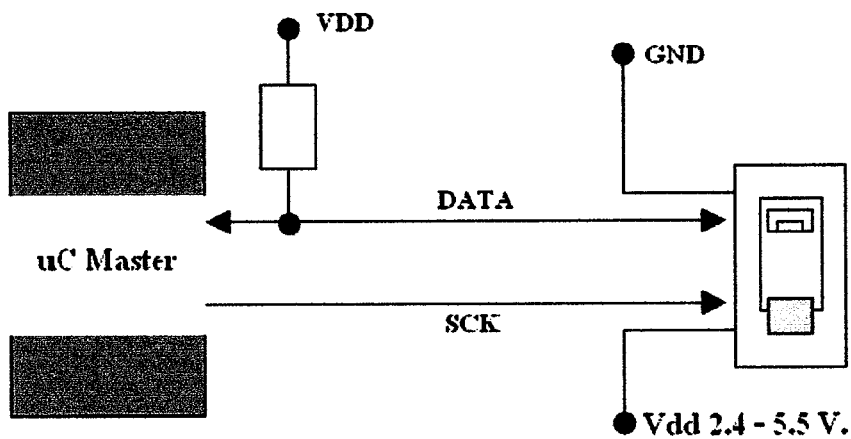 VDD
GND
DATA
uC Master
SCK
Vdd 2.4 - 5.5 V.